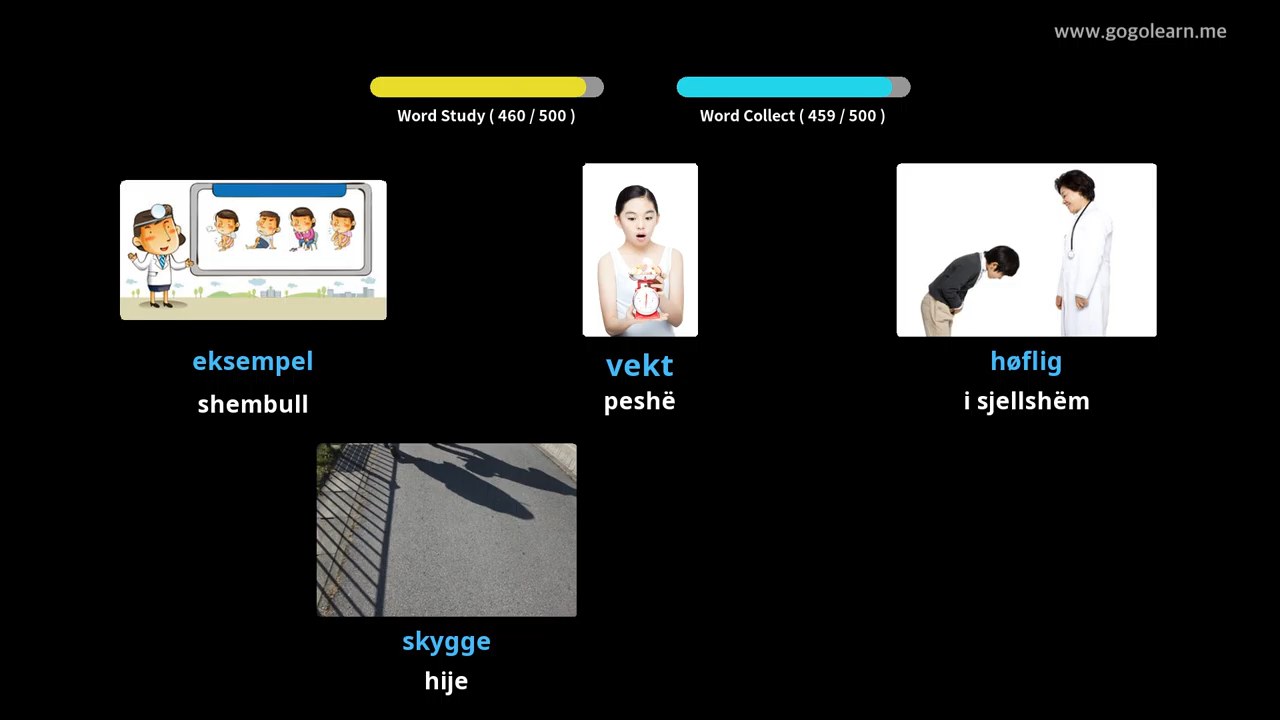 www.gogolearn.me
Word Study ( 460 / 500 )
Word Collect ( 459 / 500 )
eksempel
shembull
vekt
peshë
høflig
i sjellshëm
skygge
hije